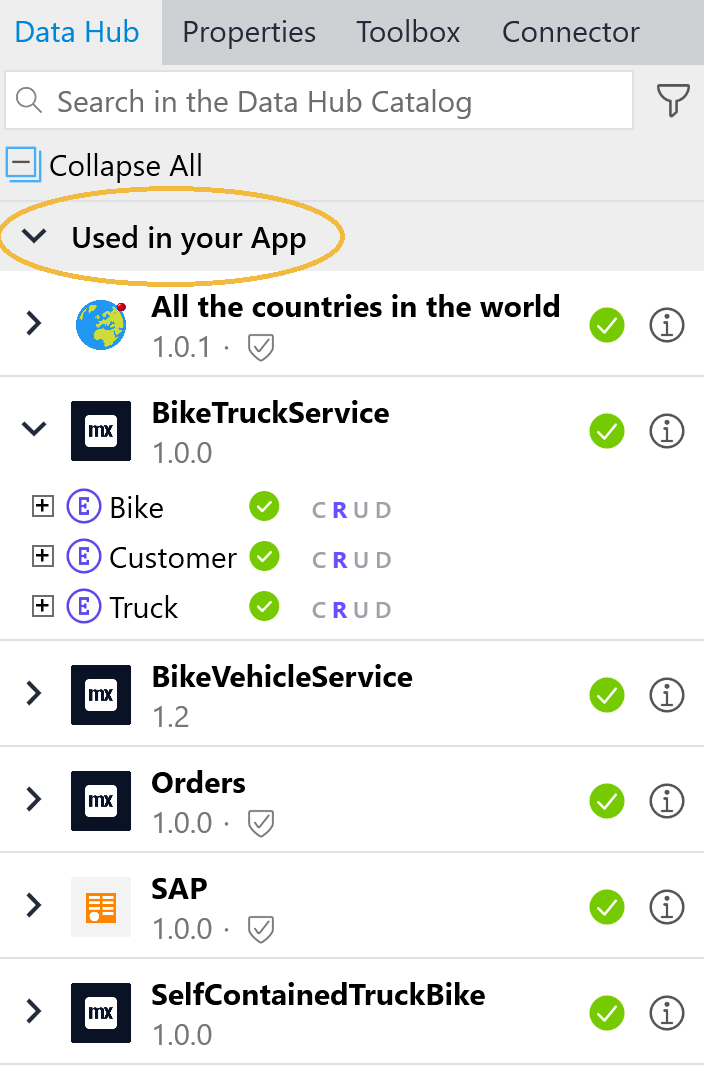 Data Hub Properties Toolbox Connector
Search in the Data Hub Catalog
Collapse All
Used in your App
All the countries in the world
1.0.1 ·
mx BikeTruckService
1.0.0
E Bike C R U D
E Customer C R U D
E Truck C R U D
mx BikeVehicleService
1.2
mx Orders
1.0.0 ·
SAP
1.0.0 ·
mx SelfContainedTruckBike
1.0.0